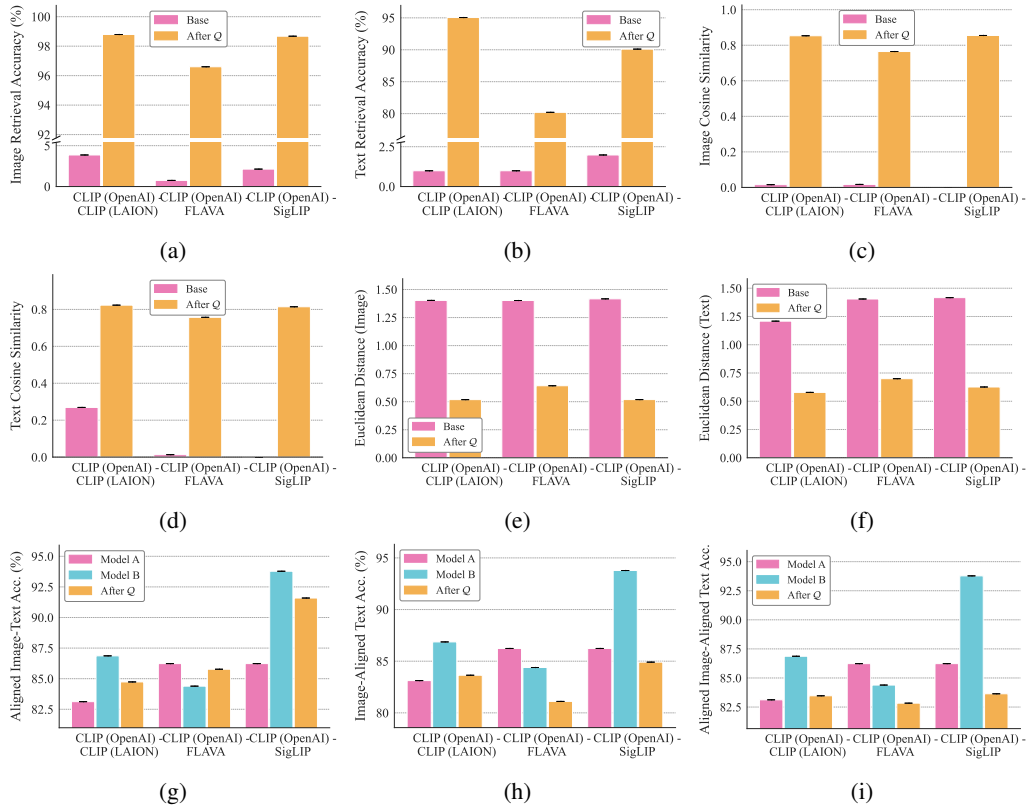 Image Retrieval Accuracy (%)
100
98
96
94
92
5
0
Base
After Q
CLIP (OpenAI) - CLIP (OpenAI) - CLIP (OpenAI) -
CLIP (LAION) FLAVA SigLIP
(a)
Text Retrieval Accuracy (%)
95
90
85
80
2.5
0
Base
After Q
CLIP (OpenAI) - CLIP (OpenAI) - CLIP (OpenAI) -
CLIP (LAION) FLAVA SigLIP
(b)
Image Cosine Similarity
1.0
0.8
0.6
0.4
0.2
0.0
Base
After Q
CLIP (OpenAI) - CLIP (OpenAI) - CLIP (OpenAI) -
CLIP (LAION) FLAVA SigLIP
(c)
Text Cosine Similarity
0.8
0.6
0.4
0.2
0.0
Base
After Q
CLIP (OpenAI) - CLIP (OpenAI) - CLIP (OpenAI) -
CLIP (LAION) FLAVA SigLIP
(d)
Euclidean Distance (Image)
1.50
1.25
1.00
0.75
0.50
0.25
0.00
Base
After Q
CLIP (OpenAI) - CLIP (OpenAI) - CLIP (OpenAI) -
CLIP (LAION) FLAVA SigLIP
(e)
Euclidean Distance (Text)
1.50
1.25
1.00
0.75
0.50
0.25
0.00
Base
After Q
CLIP (OpenAI) - CLIP (OpenAI) - CLIP (OpenAI) -
CLIP (LAION) FLAVA SigLIP
(f)
Aligned Image-Text Acc. (%)
95.0
92.5
90.0
87.5
85.0
82.5
Model A
Model B
After Q
CLIP (OpenAI) - CLIP (OpenAI) - CLIP (OpenAI) -
CLIP (LAION) FLAVA SigLIP
(g)
Image-Aligned Text Acc. (%)
95
90
85
80
Model A
Model B
After Q
CLIP (OpenAI) - CLIP (OpenAI) - CLIP (OpenAI) -
CLIP (LAION) FLAVA SigLIP
(h)
Aligned Image-Aligned Text Acc.
95.0
92.5
90.0
87.5
85.0
82.5
Model A
Model B
After Q
CLIP (OpenAI) - CLIP (OpenAI) - CLIP (OpenAI) -
CLIP (LAION) FLAVA SigLIP
(i)